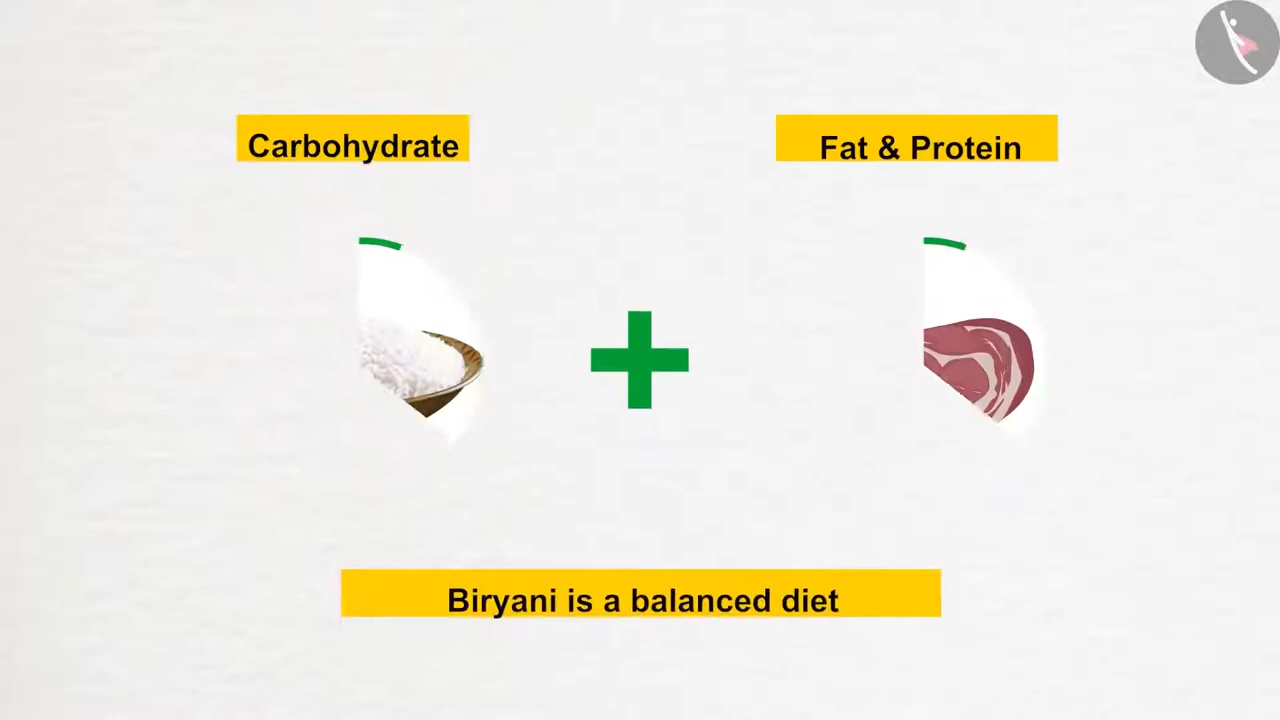 Carbohydrate
Fat & Protein
Biryani is a balanced diet